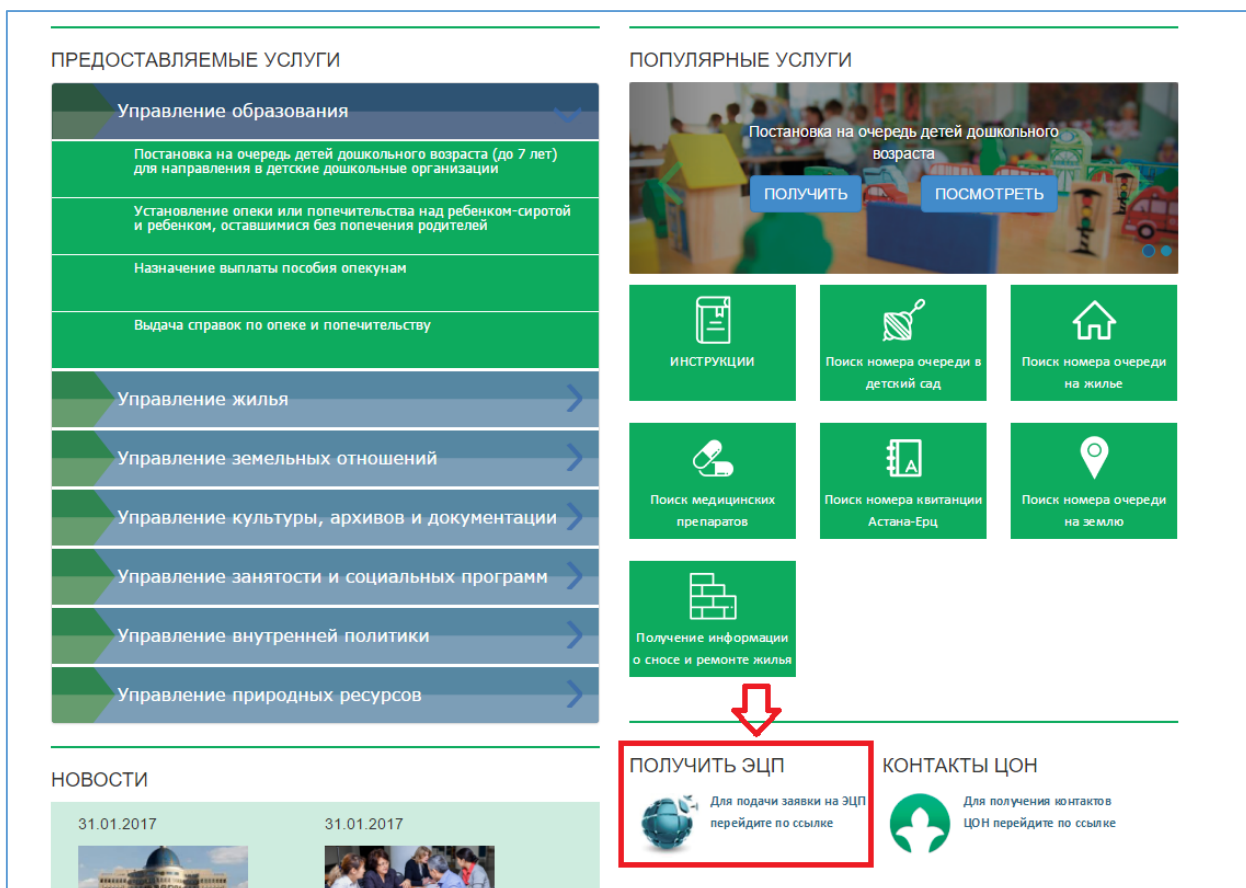 ПРЕДОСТАВЛЯЕМЫЕ УСЛУГИ
Управление образования
Постановка на очередь детей дошкольного возраста (до 7 лет)
для направления в детские дошкольные организации
Установление опеки или попечительства над ребенком-сиротой
и ребенком, оставшимися без попечения родителей
Назначение выплаты пособия опекунам
Выдача справок по опеке и попечительству
Управление жилья
Управление земельных отношений
Управление культуры, архивов и документации
Управление занятости и социальных программ
Управление внутренней политики
Управление природных ресурсов
НОВОСТИ
31.01.2017
31.01.2017
ПОПУЛЯРНЫЕ УСЛУГИ
Постановка на очередь детей дошкольного
возраста
ПОЛУЧИТЬ
ПОСМОТРЕТЬ
ИНСТРУКЦИИ
Поиск номера очереди в
детский сад
Поиск номера очереди
на жилье
Поиск медицинских
препаратов
A
Поиск номера квитанции
Астана-Ерц
Поиск номера очереди
на землю
Получение информации
о сносе и ремонте жилья
ПОЛУЧИТЬ ЭЦП
Для подачи заявки на ЭЦП
перейдите по ссылке
КОНТАКТЫ ЦОН
Для получения контактов
ЦОН перейдите по ссылке